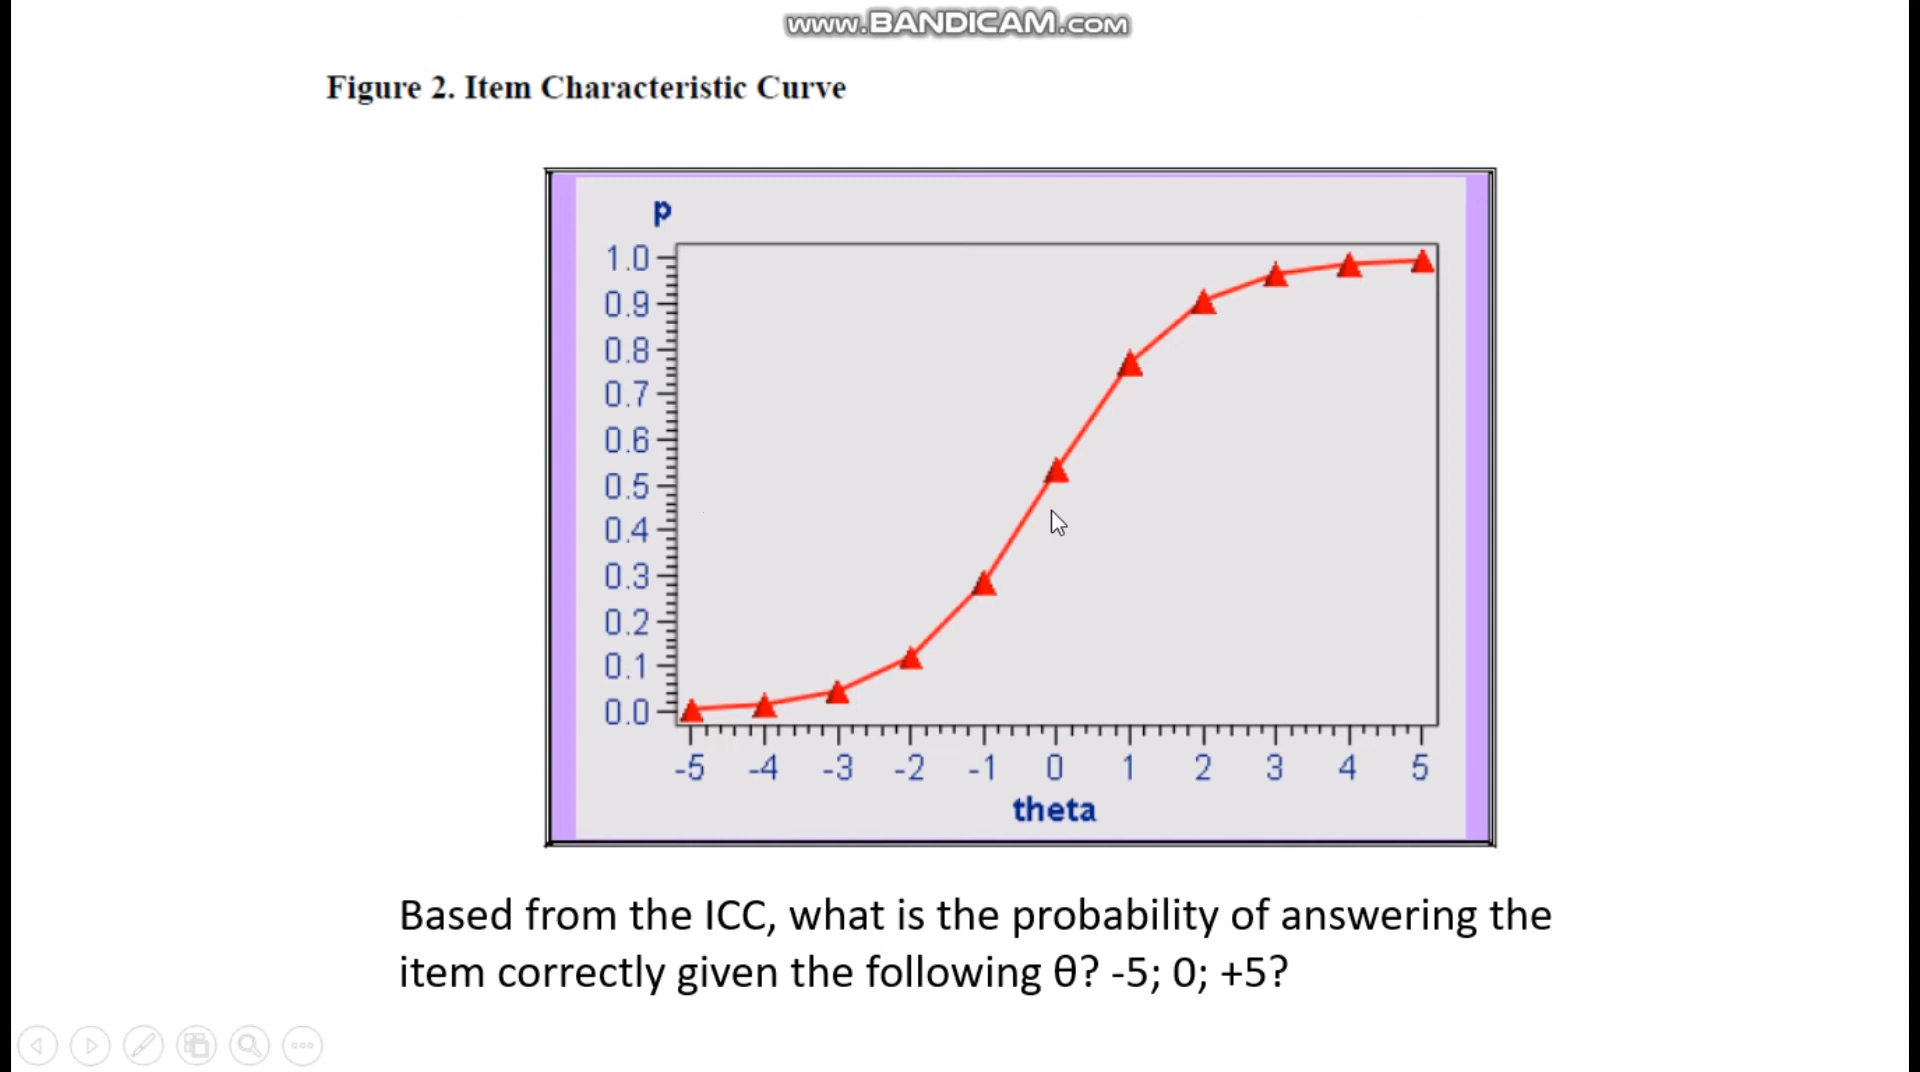 www.BANDICAM.com
Figure 2. Item Characteristic Curve
p
1.0
0.9
0.8
0.7
0.6
0.5
0.4
0.3
0.2
0.1
0.0
-5 -4 -3 -2 -1 0 1 2 3 4 5
theta
Based from the ICC, what is the probability of answering the
item correctly given the following θ? -5; 0; +5?